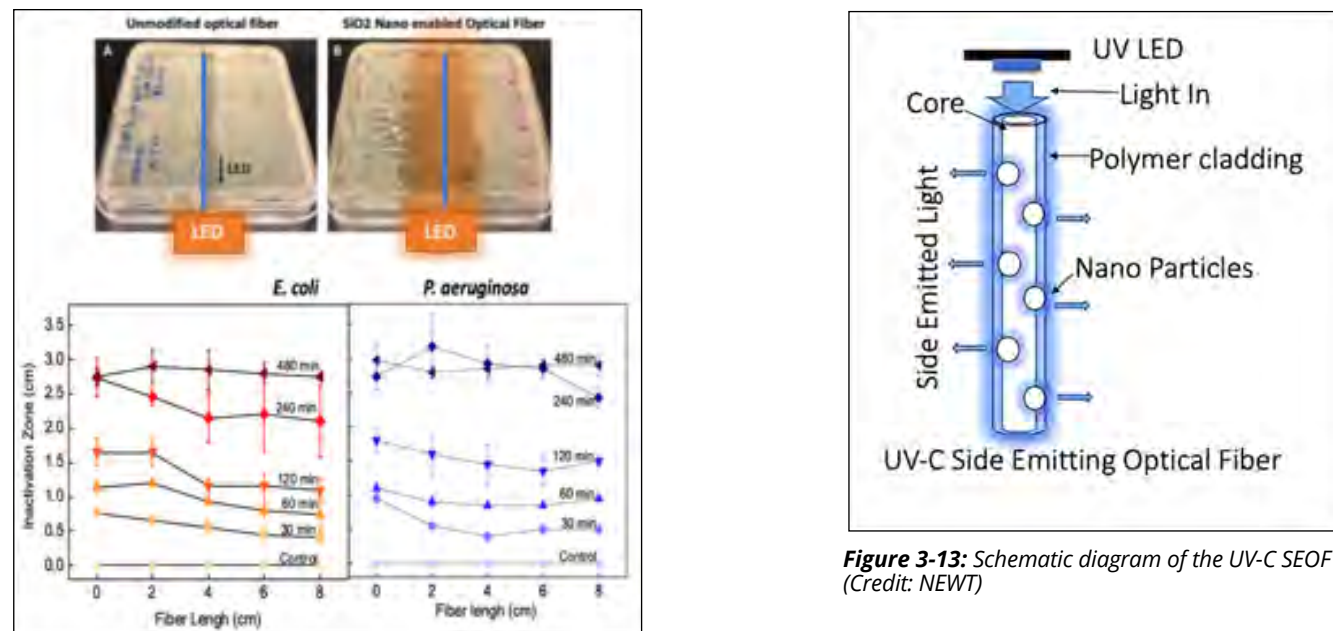 Unmodified optical fiber
SiO2 Nano enabled Optical Fiber
A
B
LED
LED
LED
E. coli
P. aeruginosa
Inactivation Zone (cm)
3.5
3.0
2.5
2.0
1.5
1.0
0.5
0.0
480 min
240 min
120 min
60 min
30 min
Control
0 2 4 6 8
Fiber Lengh (cm)
480 min
240 min
120 min
60 min
30 min
Control
0 2 4 6 8
Fiber lengh (cm)
UV LED
Light In
Core
Polymer cladding
Side Emitted Light
Nano Particles
UV-C Side Emitting Optical Fiber
Figure 3-13: Schematic diagram of the UV-C SEOF
(Credit: NEWT)